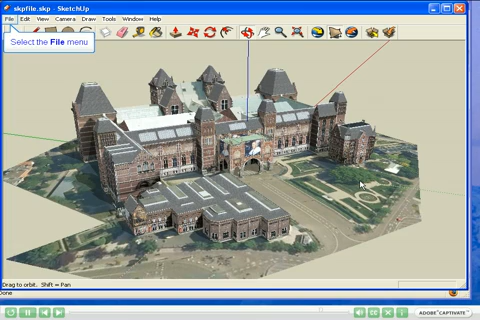 skpfile.skp - SketchUp
File Edit View Camera Draw Tools Window Help
Select the File menu
Drag to orbit. Shift = Pan
Done
CC
ADOBE CAPTIVATE